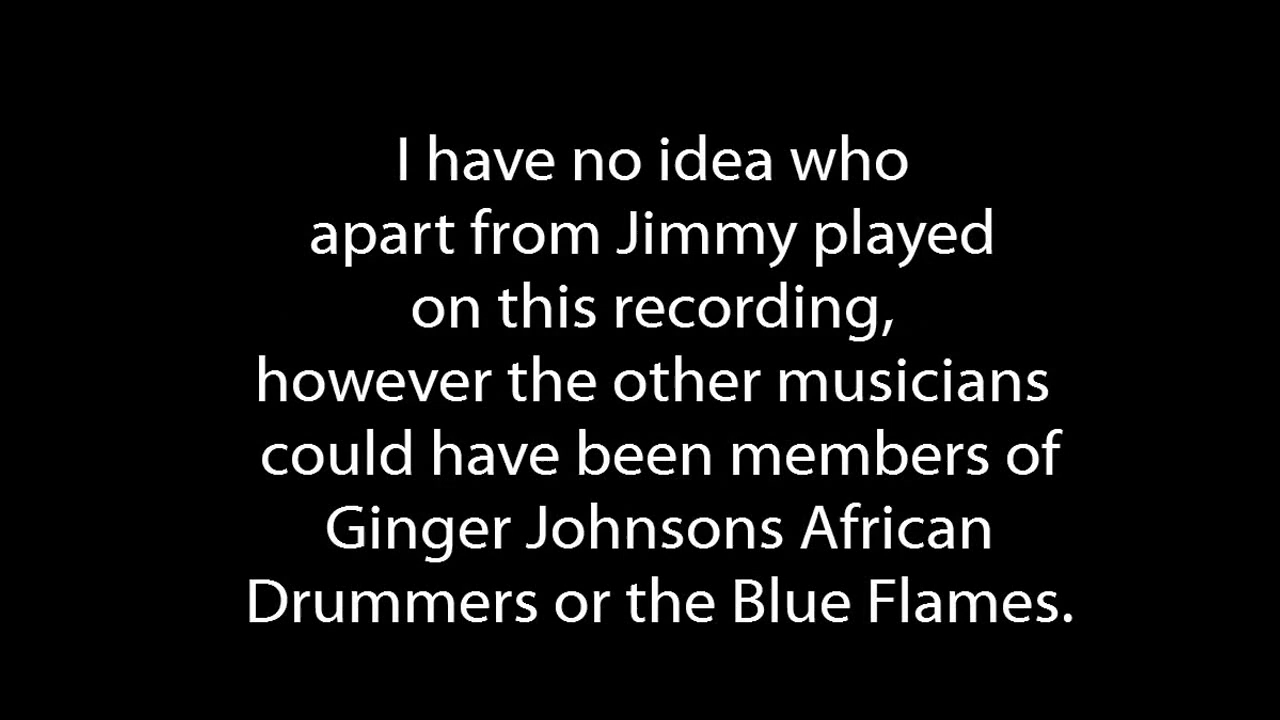 I have no idea who
apart from Jimmy played
on this recording,
however the other musicians
could have been members of
Ginger Johnsons African
Drummers or the Blue Flames.